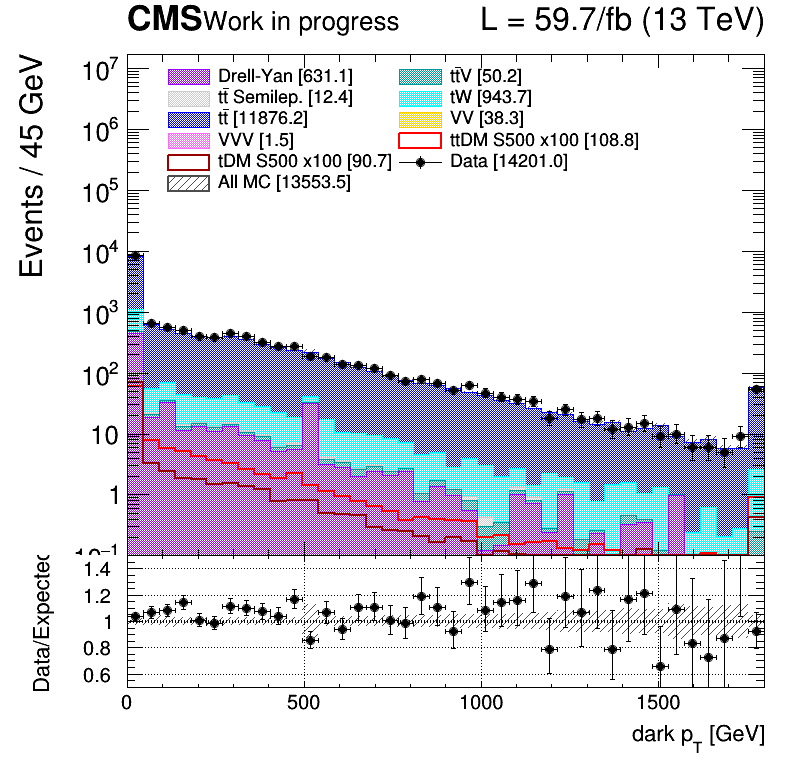 CMS Work in progress L = 59.7/fb (13 TeV)
Events / 45 GeV
10⁷
10⁶
10⁵
10⁴
10³
10²
10
1
10⁻¹
Drell-Yan [631.1]
tt̄ Semilep. [12.4]
tt̄ [11876.2]
VVV [1.5]
tDM S500 x100 [90.7]
All MC [13553.5]
tt̄V [50.2]
tW [943.7]
VV [38.3]
ttDM S500 x100 [108.8]
Data [14201.0]
Data/Expected
1.4
1.2
1
0.8
0.6
0 500 1000 1500
dark p_T [GeV]